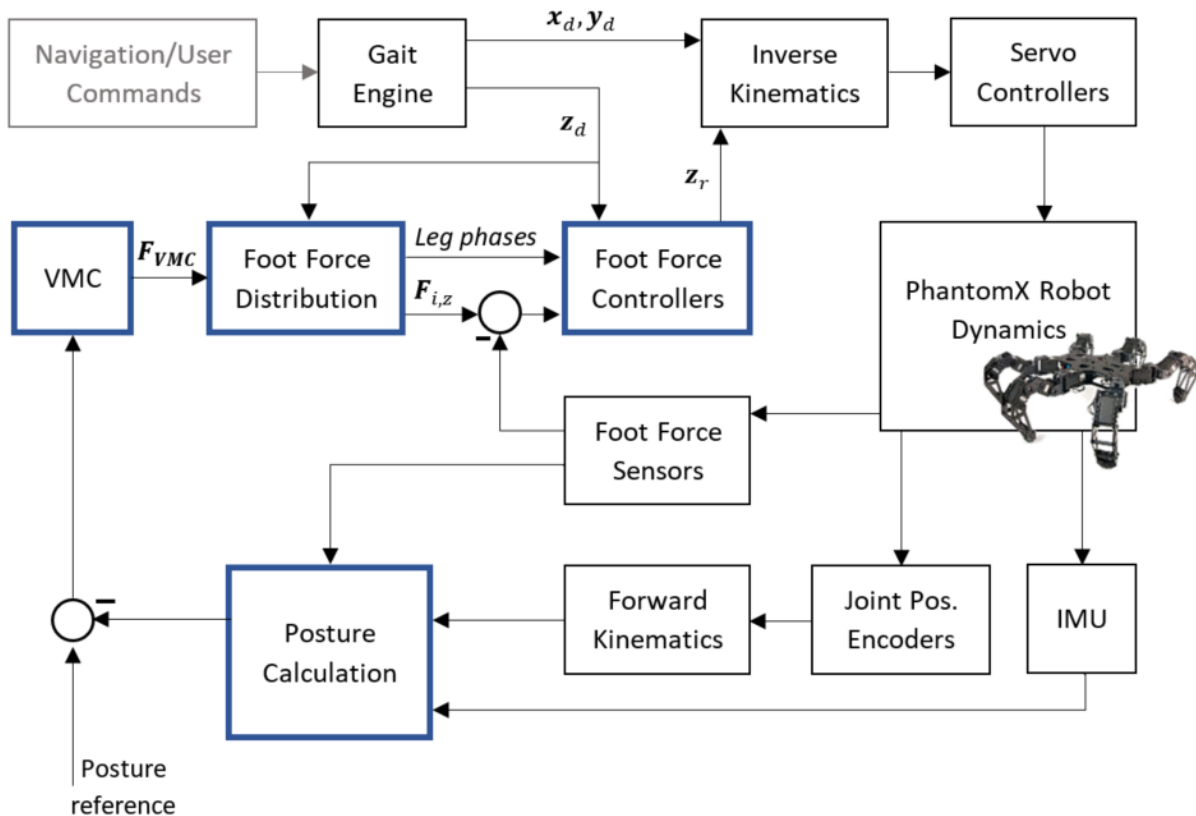 x_d, y_d
Navigation/User
Commands
Gait
Engine
Inverse
Kinematics
Servo
Controllers
z_d
z_r
VMC
F_VMC
Foot Force
Distribution
Leg phases
F_i,z
Foot Force
Controllers
PhantomX Robot
Dynamics
Foot Force
Sensors
Posture
Calculation
Forward
Kinematics
Joint Pos.
Encoders
IMU
Posture
reference